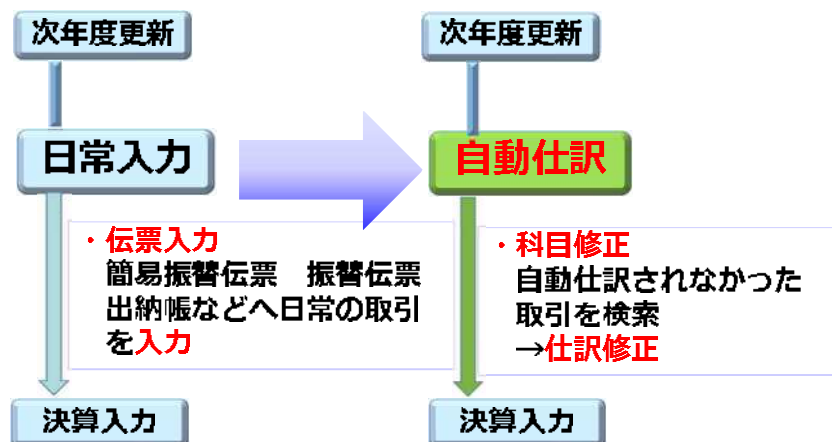 次年度更新
日常入力
・伝票入力
簡易振替伝票　振替伝票
出納帳などへ日常の取引
を入力
決算入力
次年度更新
自動仕訳
・科目修正
自動仕訳されなかった
取引を検索
→仕訳修正
決算入力